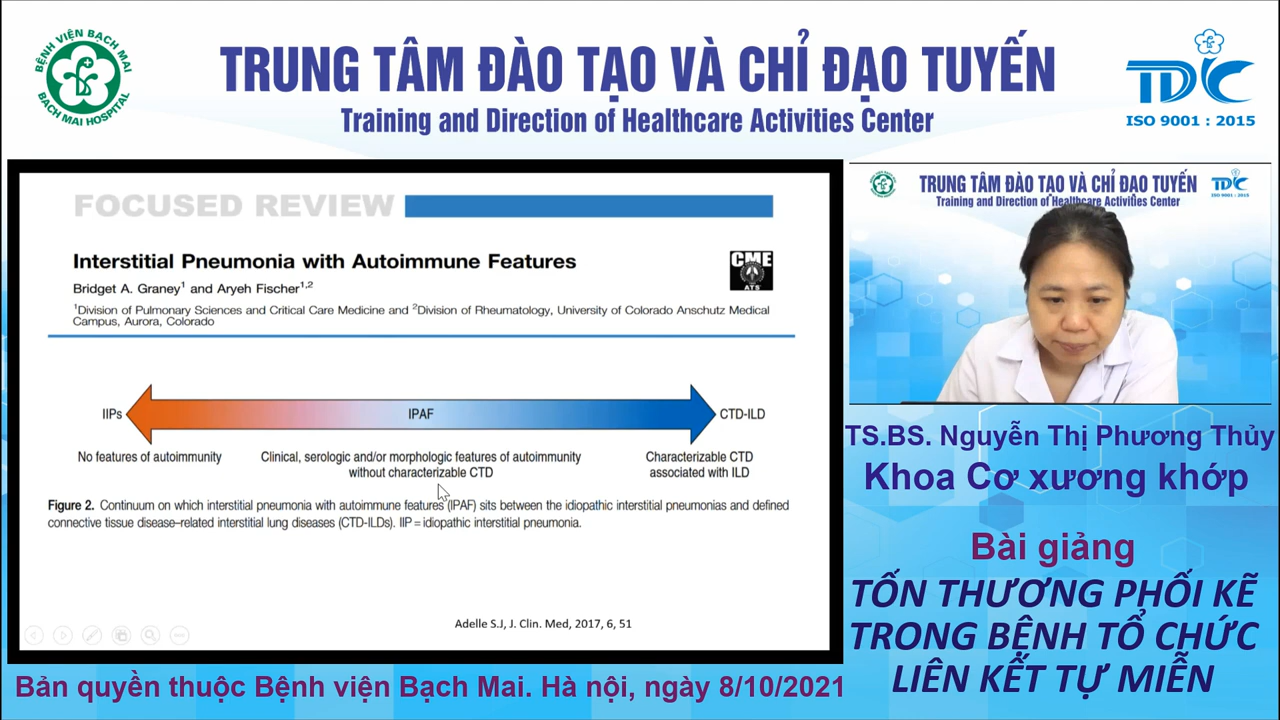 BỆNH VIỆN BẠCH MAI
BACH MAI HOSPITAL
TRUNG TÂM ĐÀO TẠO VÀ CHỈ ĐẠO TUYẾN
Training and Direction of Healthcare Activities Center
TDC
ISO 9001 : 2015
FOCUSED REVIEW
Interstitial Pneumonia with Autoimmune Features
Bridget A. Graney1 and Aryeh Fischer1,2
1Division of Pulmonary Sciences and Critical Care Medicine and 2Division of Rheumatology, University of Colorado Anschutz Medical
Campus, Aurora, Colorado
CME
ATS
IIPs
IPAF
CTD-ILD
No features of autoimmunity
Clinical, serologic and/or morphologic features of autoimmunity
without characterizable CTD
Characterizable CTD
associated with ILD
Figure 2. Continuum on which interstitial pneumonia with autoimmune features (IPAF) sits between the idiopathic interstitial pneumonias and defined
connective tissue disease–related interstitial lung diseases (CTD-ILDs). IIP = idiopathic interstitial pneumonia.
Adelle S.J, J. Clin. Med, 2017, 6, 51
TRUNG TÂM ĐÀO TẠO VÀ CHỈ ĐẠO TUYẾN
Training and Direction of Healthcare Activities Center
TDC
ISO 9001 : 2015
TS.BS. Nguyễn Thị Phương Thủy
Khoa Cơ xương khớp
Bài giảng
TỔN THƯƠNG PHỔI KẼ
TRONG BỆNH TỔ CHỨC
LIÊN KẾT TỰ MIỄN
Bản quyền thuộc Bệnh viện Bạch Mai. Hà nội, ngày 8/10/2021